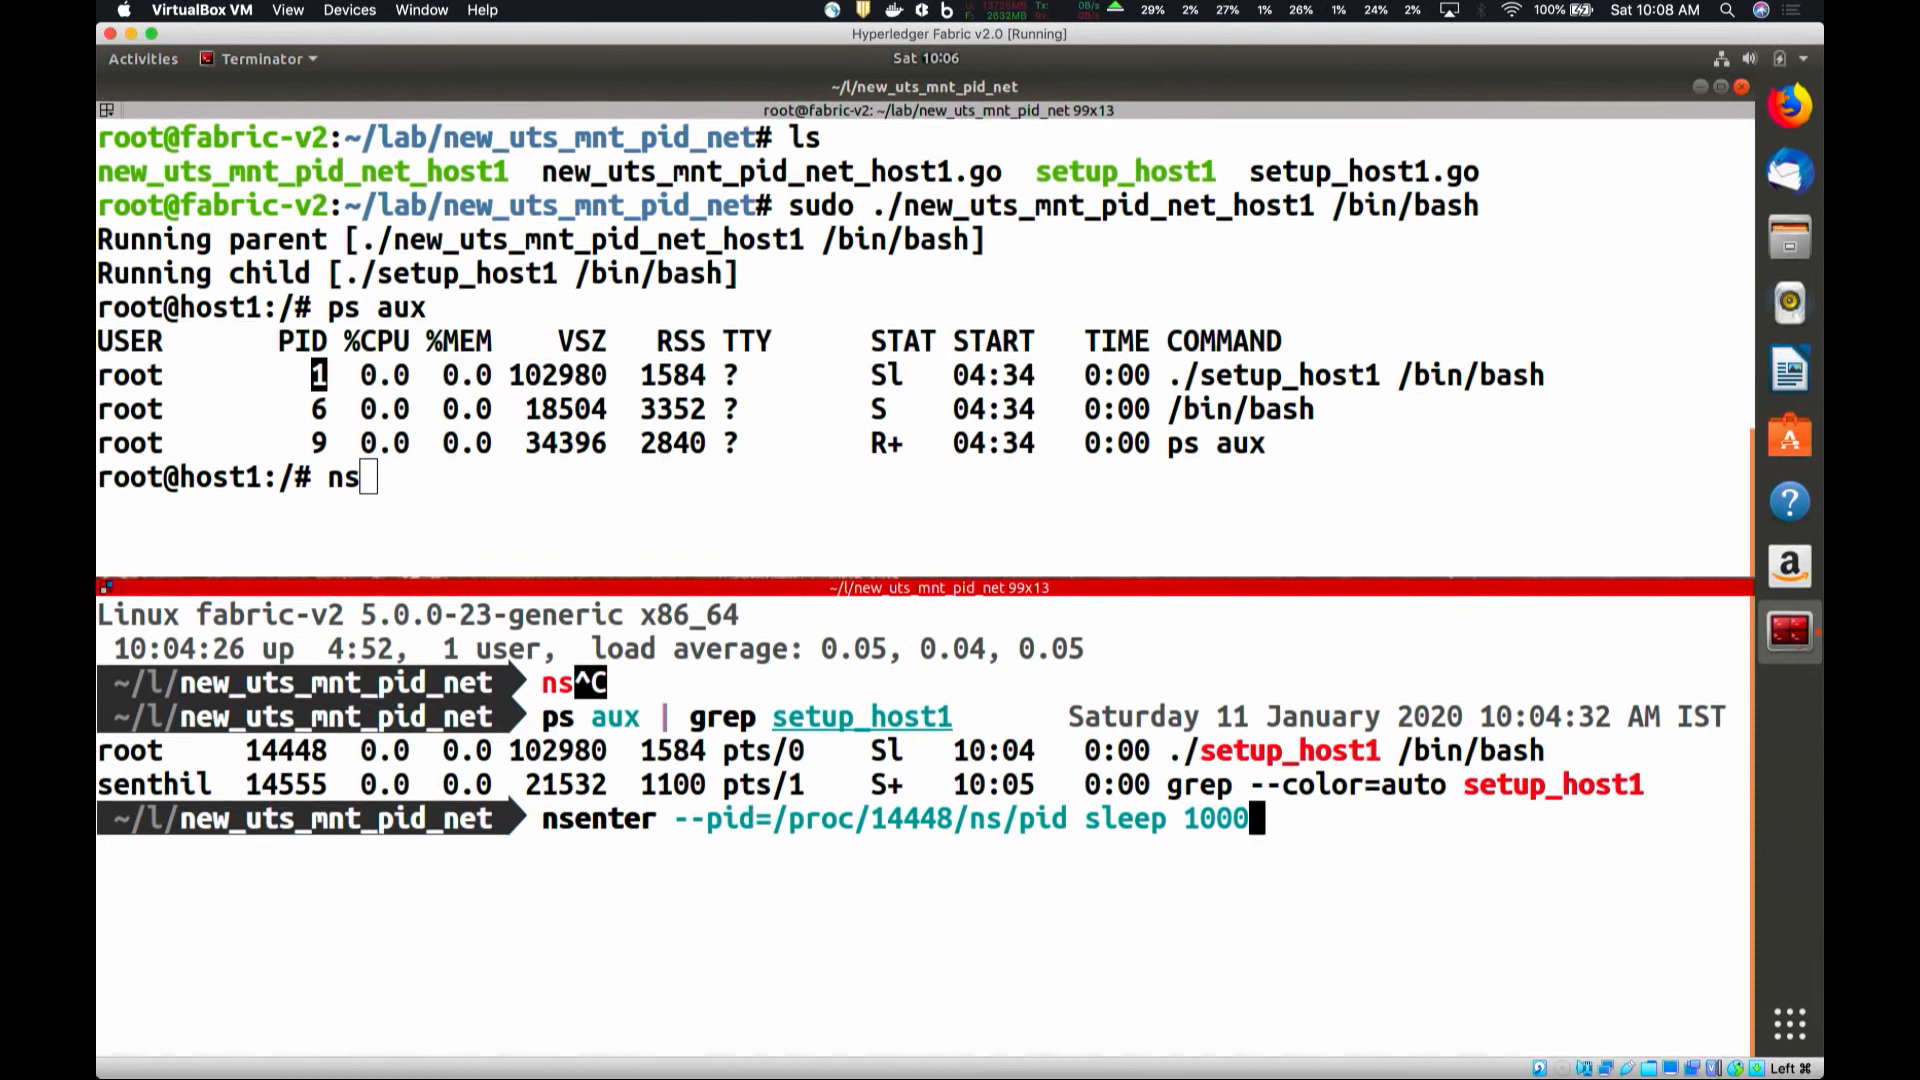 VirtualBox VM View Devices Window Help 29% 2% 27% 1% 26% 1% 24% 2% 100% Sat 10:08 AM
Hyperledger Fabric v2.0 [Running]
Activities Terminator Sat 10:06
~/l/new_uts_mnt_pid_net
root@fabric-v2: ~/lab/new_uts_mnt_pid_net 99x13
root@fabric-v2:~/lab/new_uts_mnt_pid_net# ls
new_uts_mnt_pid_net_host1 new_uts_mnt_pid_net_host1.go setup_host1 setup_host1.go
root@fabric-v2:~/lab/new_uts_mnt_pid_net# sudo ./new_uts_mnt_pid_net_host1 /bin/bash
Running parent [./new_uts_mnt_pid_net_host1 /bin/bash]
Running child [./setup_host1 /bin/bash]
root@host1:/# ps aux
USER PID %CPU %MEM VSZ RSS TTY STAT START TIME COMMAND
root 1 0.0 0.0 102980 1584 ? Sl 04:34 0:00 ./setup_host1 /bin/bash
root 6 0.0 0.0 18504 3352 ? S 04:34 0:00 /bin/bash
root 9 0.0 0.0 34396 2840 ? R+ 04:34 0:00 ps aux
root@host1:/# ns
~/l/new_uts_mnt_pid_net 99x13
Linux fabric-v2 5.0.0-23-generic x86_64
10:04:26 up 4:52, 1 user, load average: 0.05, 0.04, 0.05
~/l/new_uts_mnt_pid_net ns^C
~/l/new_uts_mnt_pid_net ps aux | grep setup_host1 Saturday 11 January 2020 10:04:32 AM IST
root 14448 0.0 0.0 102980 1584 pts/0 Sl 10:04 0:00 ./setup_host1 /bin/bash
senthil 14555 0.0 0.0 21532 1100 pts/1 S+ 10:05 0:00 grep --color=auto setup_host1
~/l/new_uts_mnt_pid_net nsenter --pid=/proc/14448/ns/pid sleep 1000
Left ⌘